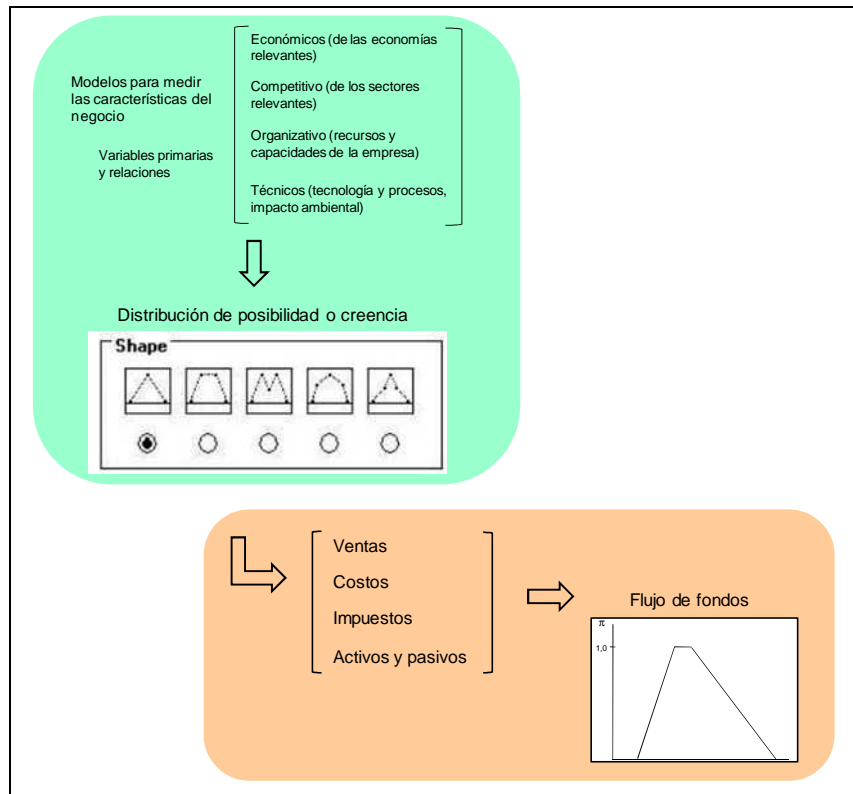 Modelos para medir
las características del
negocio
Variables primarias
y relaciones
Económicos (de las economías
relevantes)
Competitivo (de los sectores
relevantes)
Organizativo (recursos y
capacidades de la empresa)
Técnicos (tecnología y procesos,
impacto ambiental)
Distribución de posibilidad o creencia
Shape
Ventas
Costos
Impuestos
Activos y pasivos
Flujo de fondos
π
1,0